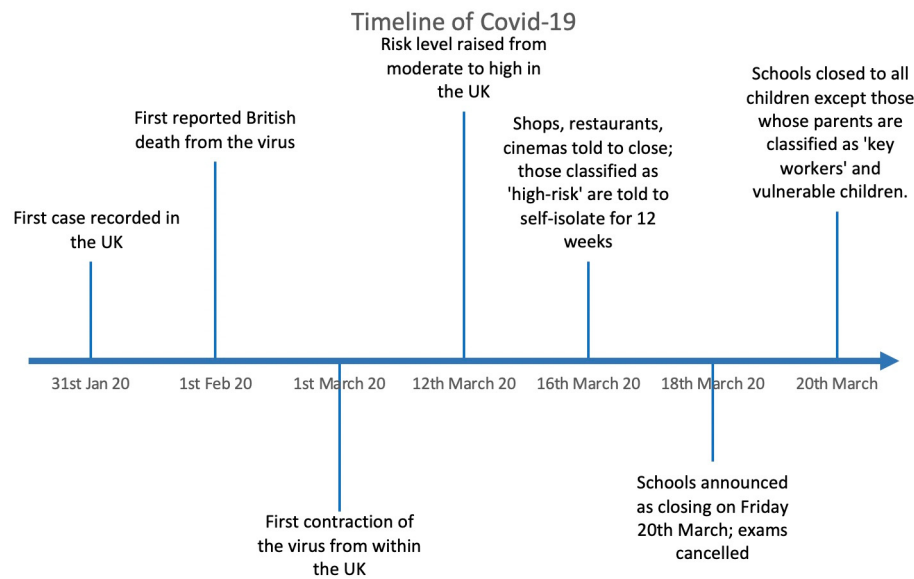 Timeline of Covid-19
First case recorded in
the UK
First reported British
death from the virus
Risk level raised from
moderate to high in
the UK
Shops, restaurants,
cinemas told to close;
those classified as
'high-risk' are told to
self-isolate for 12
weeks
Schools closed to all
children except those
whose parents are
classified as 'key
workers' and
vulnerable children.
31st Jan 20
1st Feb 20
1st March 20
12th March 20
16th March 20
18th March 20
20th March
First contraction of
the virus from within
the UK
Schools announced
as closing on Friday
20th March; exams
cancelled